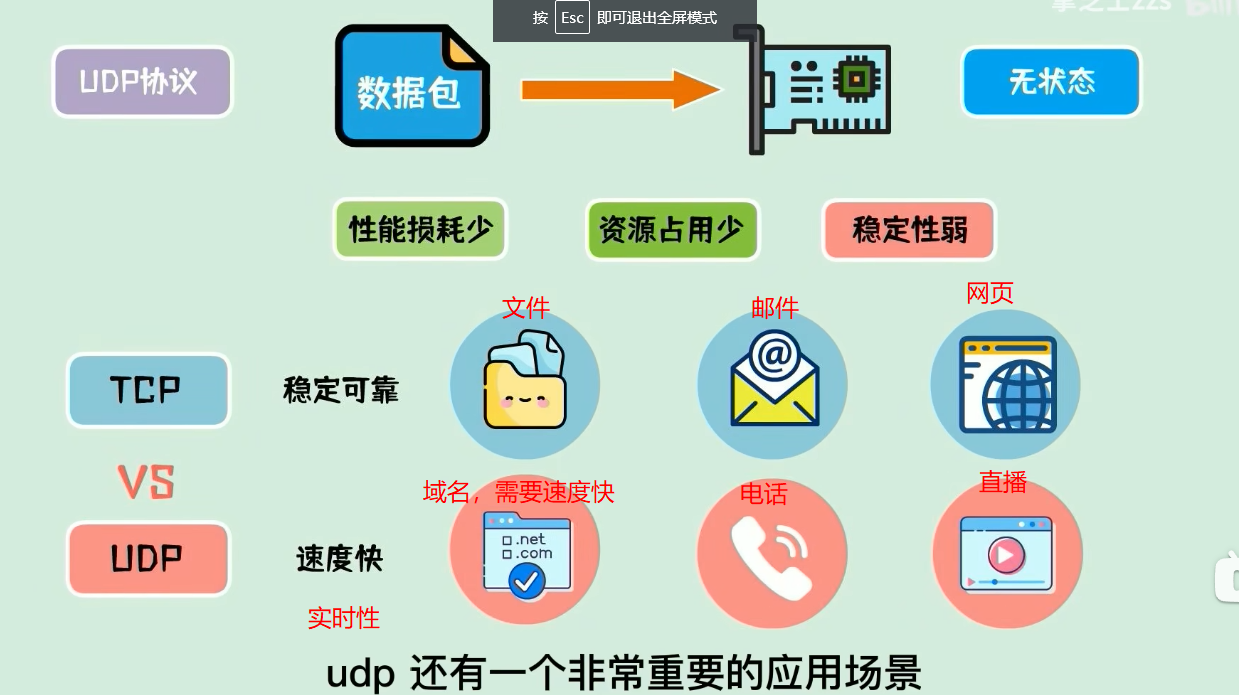 按 Esc 即可退出全屏模式
UDP协议
数据包
无状态
性能损耗少
资源占用少
稳定性弱
文件
邮件
网页
TCP
稳定可靠
@
VS
域名，需要速度快
电话
直播
UDP
速度快
.net
.com
实时性
udp 还有一个非常重要的应用场景